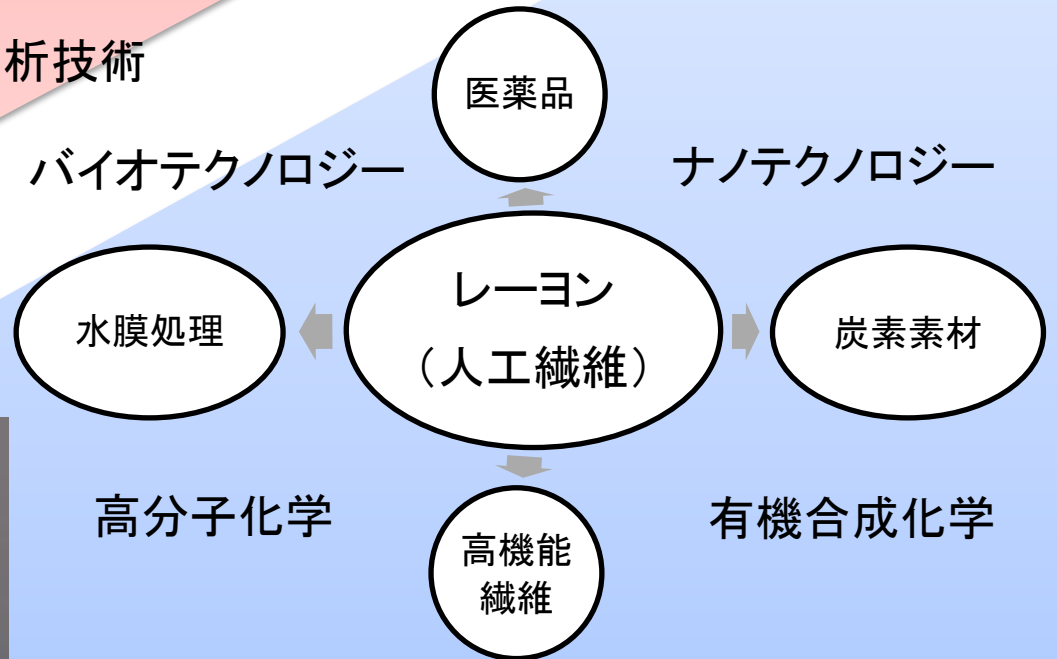 析技術
医薬品
バイオテクノロジー
ナノテクノロジー
レーヨン
（人工繊維）
水膜処理
炭素素材
高分子化学
有機合成化学
高機能
繊維